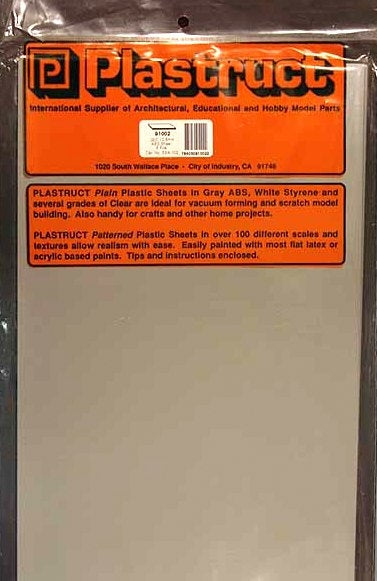 Plastruct
International Supplier of Architectural, Educational and Hobby Model Parts
91002
1020 South Wallace Place - City of Industry, CA 91748
PLASTRUCT Plain Plastic Sheets in Gray ABS, White Styrene and
several grades of Clear are ideal for vacuum forming and scratch model
building. Also handy for crafts and other home projects.
PLASTRUCT Patterned Plastic Sheets in over 100 different scales and
textures allow realism with ease. Easily painted with most flat latex or
acrylic based paints. Tips and instructions enclosed.